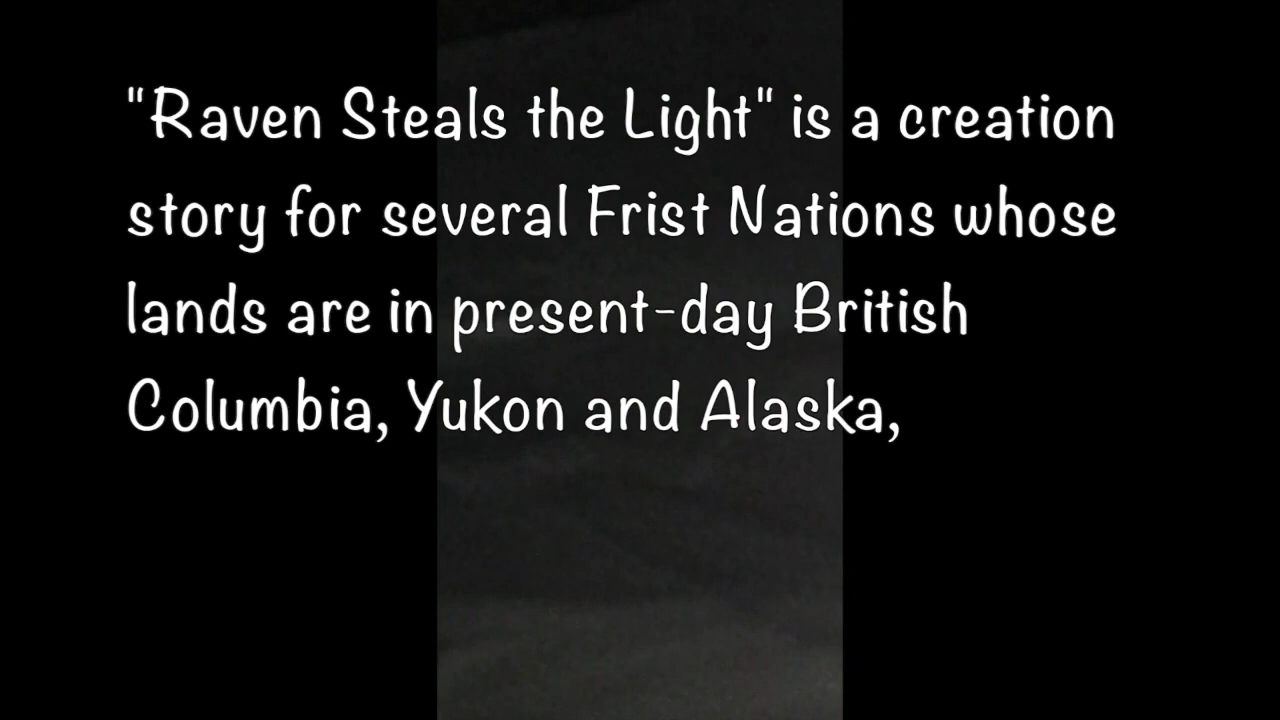 "Raven Steals the Light" is a creation
story for several Frist Nations whose
lands are in present-day British
Columbia, Yukon and Alaska,